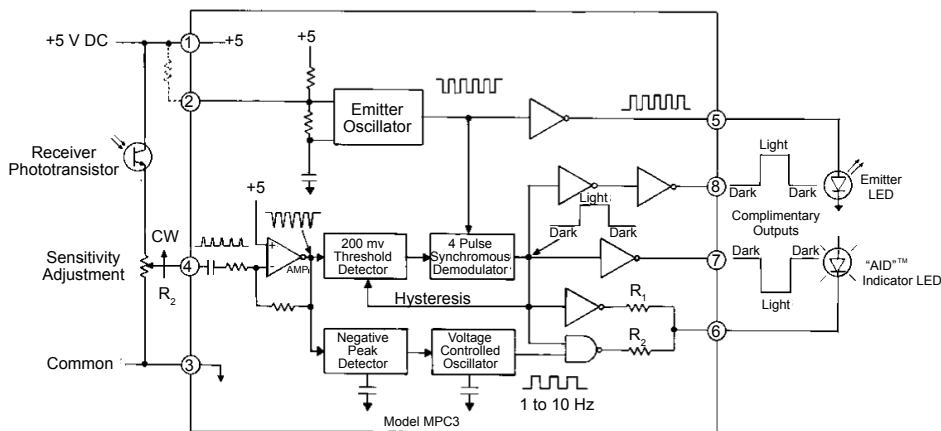 +5 V DC
1
+5
+5
2
Emitter
Oscillator
5
Receiver
Phototransistor
Light
Dark
Dark
8
Emitter
LED
+5
Light
Dark
Dark
Complimentary
Outputs
CW
Sensitivity
Adjustment
4
R2
+
-
AMP1
200 mv
Threshold
Detector
4 Pulse
Synchronous
Demodulator
7
Dark
Dark
Light
"AID"™
Indicator LED
Hysteresis
R1
R2
6
Common
3
Negative
Peak
Detector
Voltage
Controlled
Oscillator
1 to 10 Hz
Model MPC3